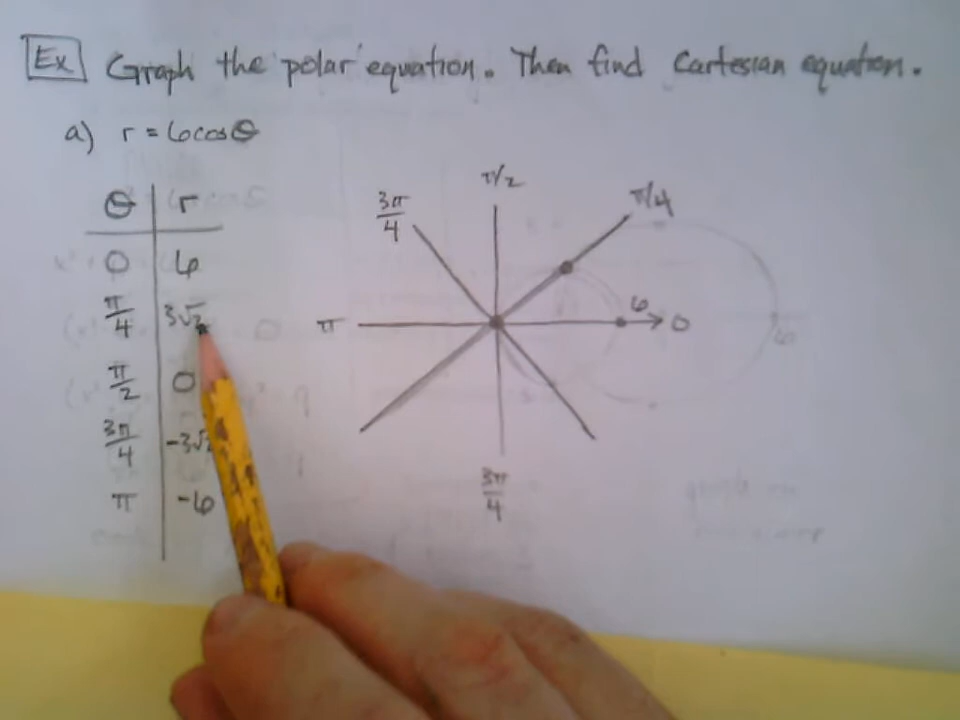 Ex Graph the polar equation. Then find Cartesian equation.
a) r = 6cosθ
θ r
0 6
π/4 3√2
π/2 0
3π/4 -3√2
π -6
π/2
3π/4
π/4
π
6
0
3π/4